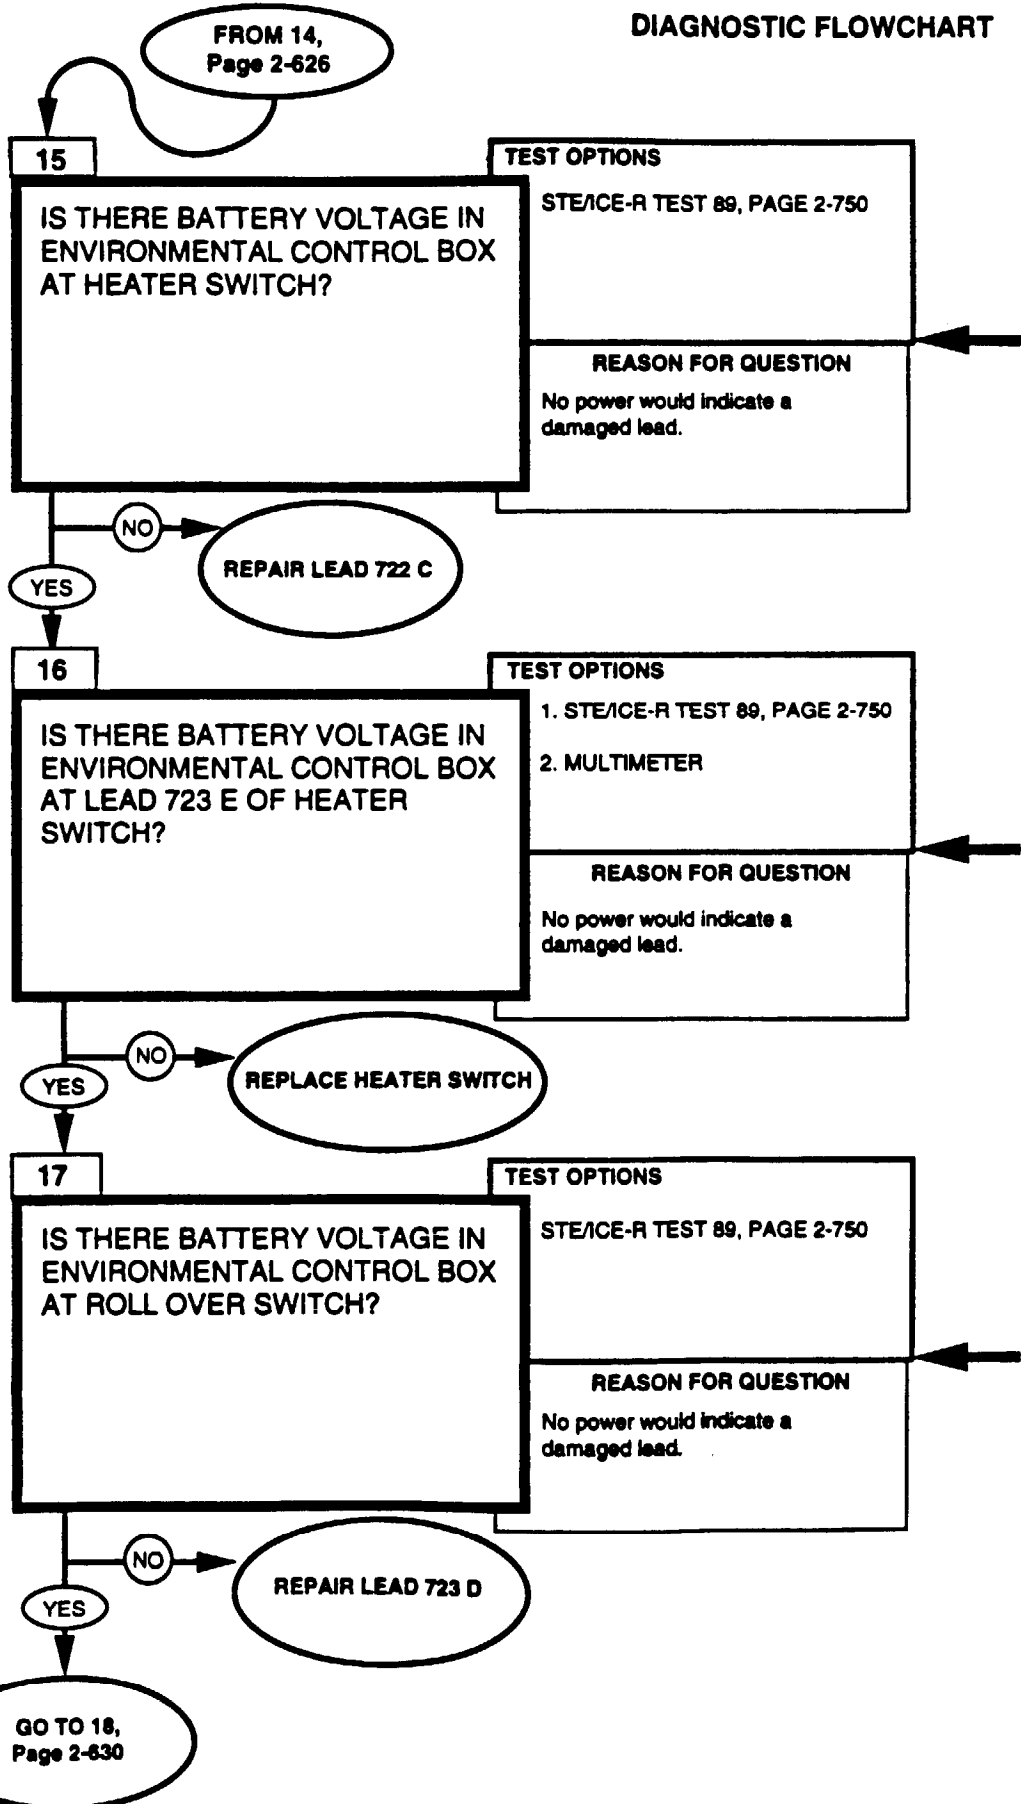 DIAGNOSTIC FLOWCHART
FROM 14,
Page 2-626
15
IS THERE BATTERY VOLTAGE IN
ENVIRONMENTAL CONTROL BOX
AT HEATER SWITCH?
TEST OPTIONS
STE/ICE-R TEST 89, PAGE 2-750
REASON FOR QUESTION
No power would indicate a
damaged lead.
NO
REPAIR LEAD 722 C
YES
16
IS THERE BATTERY VOLTAGE IN
ENVIRONMENTAL CONTROL BOX
AT LEAD 723 E OF HEATER
SWITCH?
TEST OPTIONS
1. STE/ICE-R TEST 89, PAGE 2-750
2. MULTIMETER
REASON FOR QUESTION
No power would indicate a
damaged lead.
NO
REPLACE HEATER SWITCH
YES
17
IS THERE BATTERY VOLTAGE IN
ENVIRONMENTAL CONTROL BOX
AT ROLL OVER SWITCH?
TEST OPTIONS
STE/ICE-R TEST 89, PAGE 2-750
REASON FOR QUESTION
No power would indicate a
damaged lead.
NO
REPAIR LEAD 723 D
YES
GO TO 18,
Page 2-630